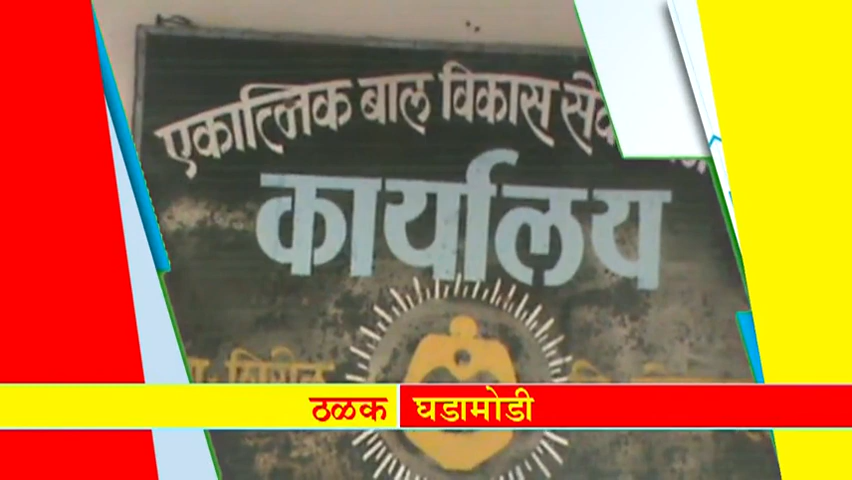 एकात्मिक बाल विकास सेवा
कार्यालय
ठळक घडामोडी